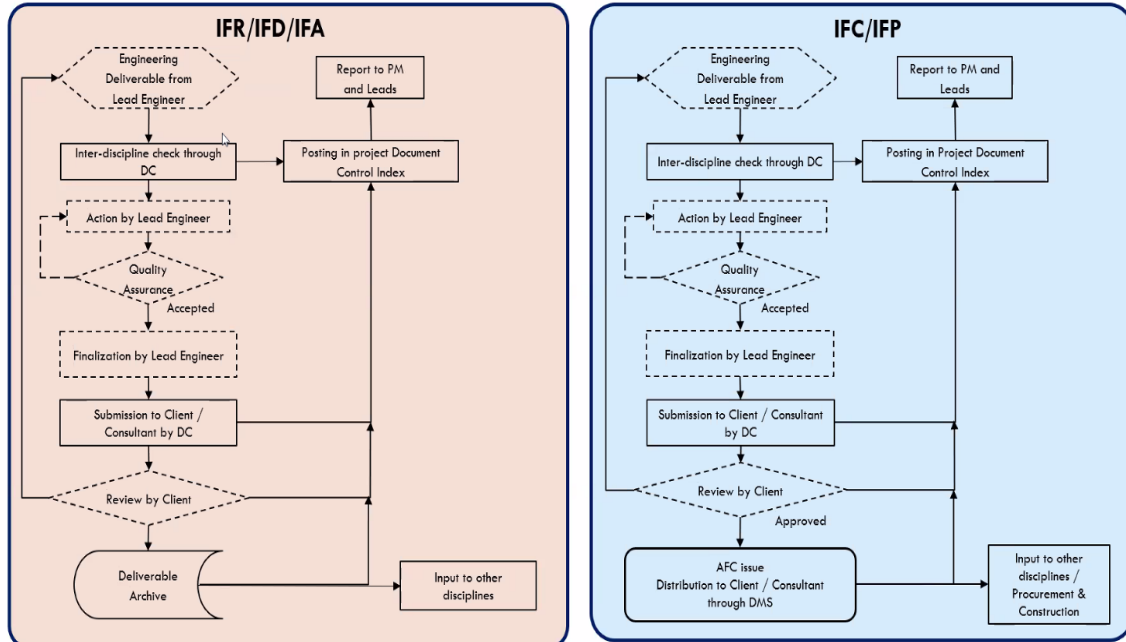 IFR/IFD/IFA
Engineering
Deliverable from
Lead Engineer
Report to PM
and Leads
Inter-discipline check through
DC
Posting in project Document
Control Index
Action by Lead Engineer
Quality
Assurance
Accepted
Finalization by Lead Engineer
Submission to Client /
Consultant by DC
Review by Client
Deliverable
Archive
Input to other
disciplines
IFC/IFP
Engineering
Deliverable from
Lead Engineer
Report to PM and
Leads
Inter-discipline check through DC
Posting in Project Document
Control Index
Action by Lead Engineer
Quality
Assurance
Accepted
Finalization by Lead Engineer
Submission to Client / Consultant
by DC
Review by Client
Approved
AFC issue
Distribution to Client / Consultant
through DMS
Input to other
disciplines /
Procurement &
Construction